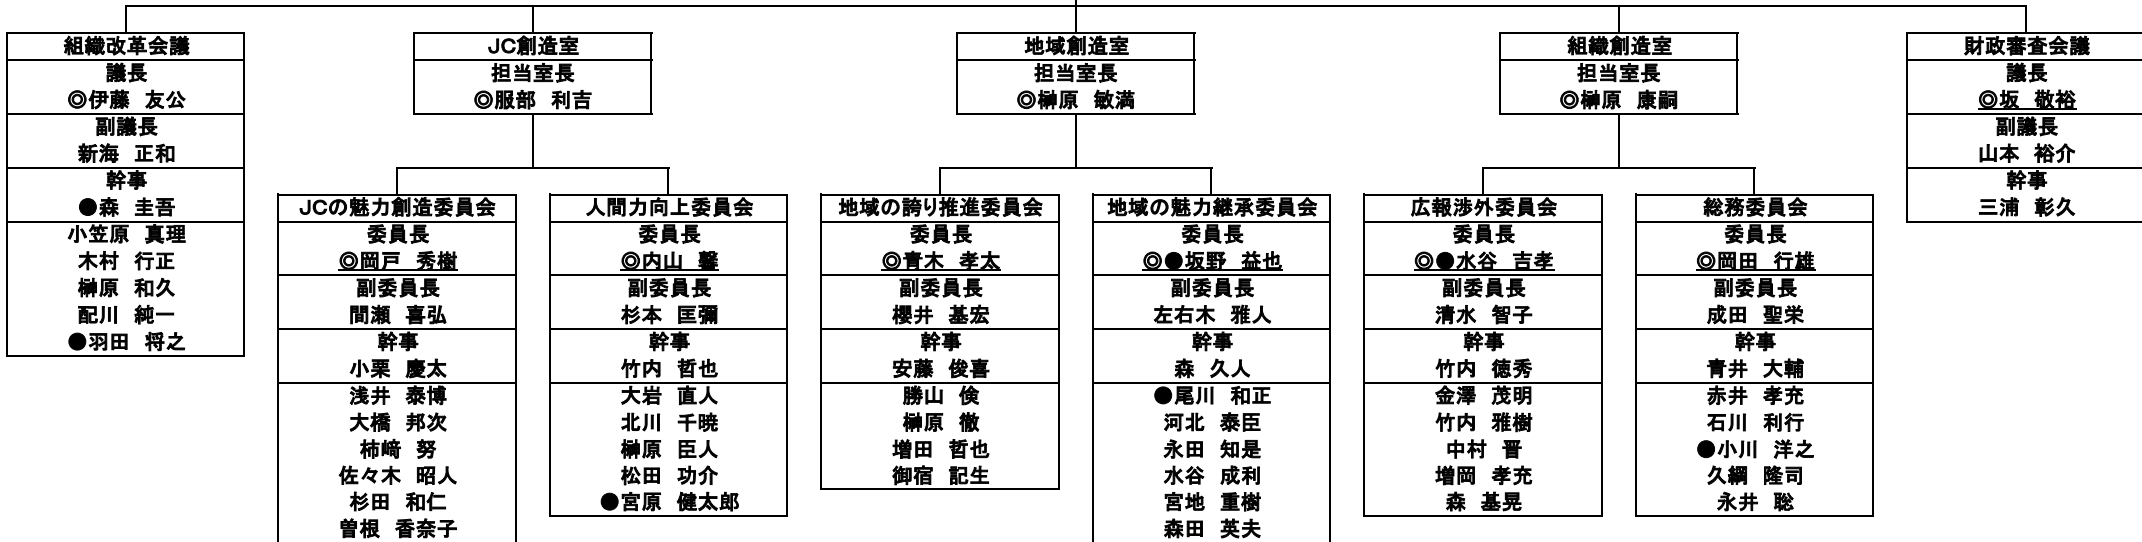 組織改革会議
議長
◎伊藤 友公
副議長
新海 正和
幹事
●森 圭吾
小笠原 真理
木村 行正
榊原 和久
配川 純一
●羽田 将之
JC創造室
担当室長
◎服部 利吉
JCの魅力創造委員会
委員長
◎岡戸 秀樹
副委員長
間瀬 喜弘
幹事
小栗 慶太
浅井 泰博
大橋 邦次
柿﨑 努
佐々木 昭人
杉田 和仁
曽根 香奈子
人間力向上委員会
委員長
◎内山 馨
副委員長
杉本 匡彌
幹事
竹内 哲也
大岩 直人
北川 千暁
榊原 臣人
松田 功介
●宮原 健太郎
地域創造室
担当室長
◎榊原 敏満
地域の誇り推進委員会
委員長
◎青木 孝太
副委員長
櫻井 基宏
幹事
安藤 俊喜
勝山 倹
榊原 徹
増田 哲也
御宿 記生
地域の魅力継承委員会
委員長
◎●坂野 益也
副委員長
左右木 雅人
幹事
森 久人
●尾川 和正
河北 泰臣
永田 知是
水谷 成利
宮地 重樹
森田 英夫
組織創造室
担当室長
◎榊原 康嗣
広報渉外委員会
委員長
◎●水谷 吉孝
副委員長
清水 智子
幹事
竹内 徳秀
金澤 茂明
竹内 雅樹
中村 晋
増岡 孝充
森 基晃
総務委員会
委員長
◎岡田 行雄
副委員長
成田 聖栄
幹事
青井 大輔
赤井 孝充
石川 利行
●小川 洋之
久綱 隆司
永井 聡
財政審査会議
議長
◎坂 敬裕
副議長
山本 裕介
幹事
三浦 彰久